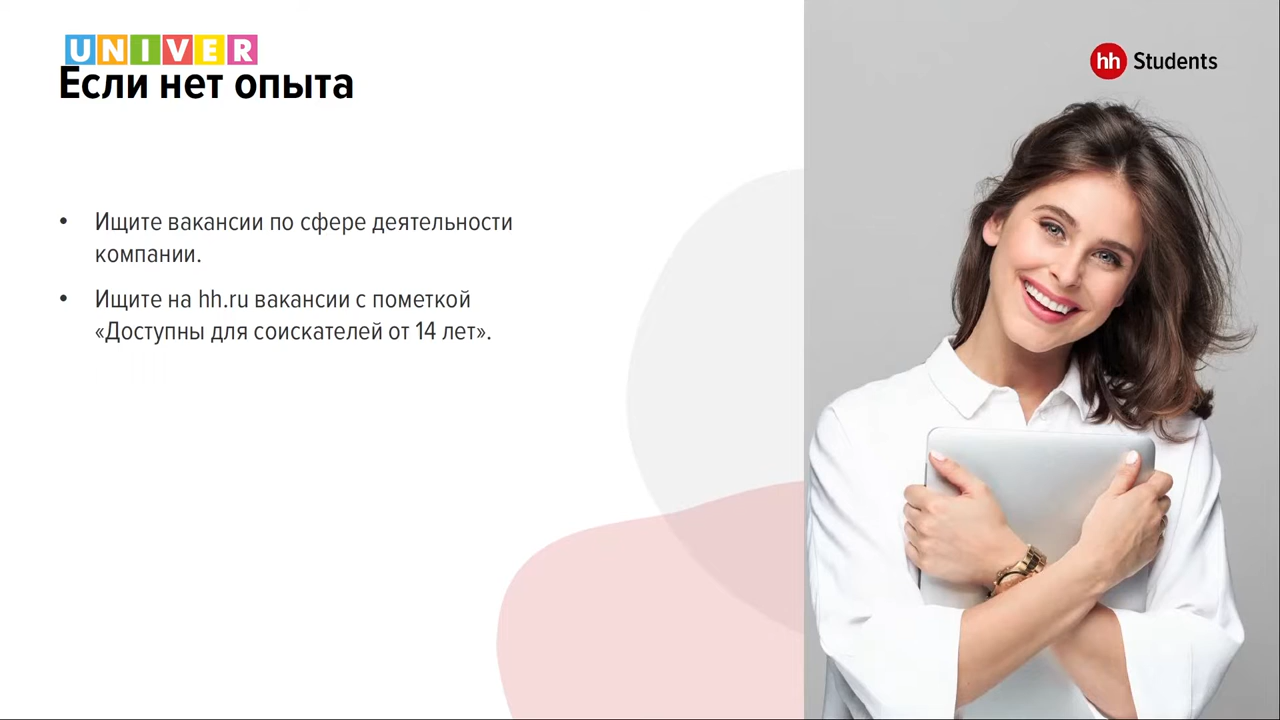 UNIVER
Если нет опыта
hh Students
• Ищите вакансии по сфере деятельности
компании.
• Ищите на hh.ru вакансии с пометкой
«Доступны для соискателей от 14 лет».